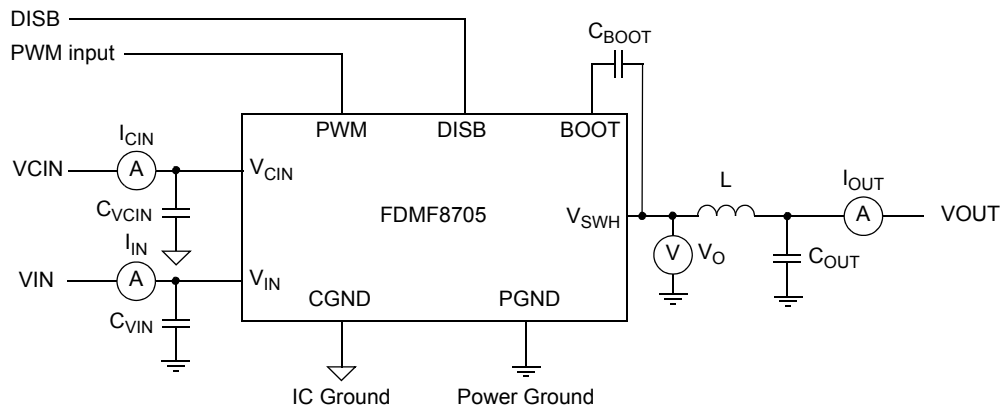 DISB
PWM input
C_BOOT
PWM DISB BOOT
I_CIN
A
VCIN
V_CIN
C_VCIN
FDMF8705
V_SWH
L
I_OUT
A
VOUT
V
V_O
C_OUT
I_IN
A
VIN
V_IN
C_VIN
CGND PGND
IC Ground Power Ground